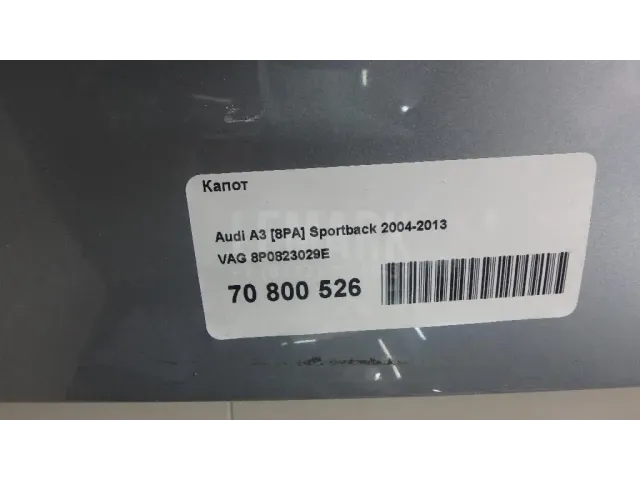 Капот
Audi A3 [8PA] Sportback 2004-2013
VAG 8P0823029E
70 800 526